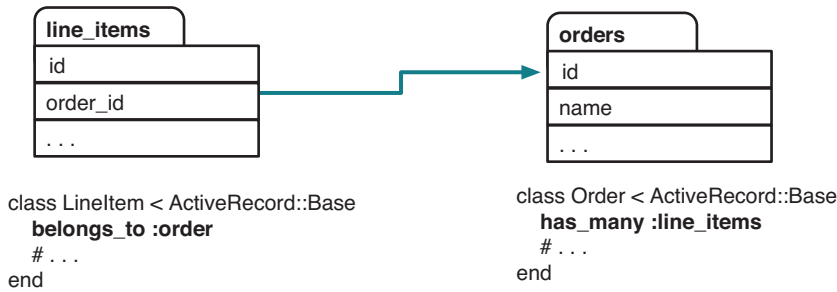 line_items
id
order_id
. . .
orders
id
name
. . .
class LineItem < ActiveRecord::Base
belongs_to :order
# . . .
end
class Order < ActiveRecord::Base
has_many :line_items
# . . .
end